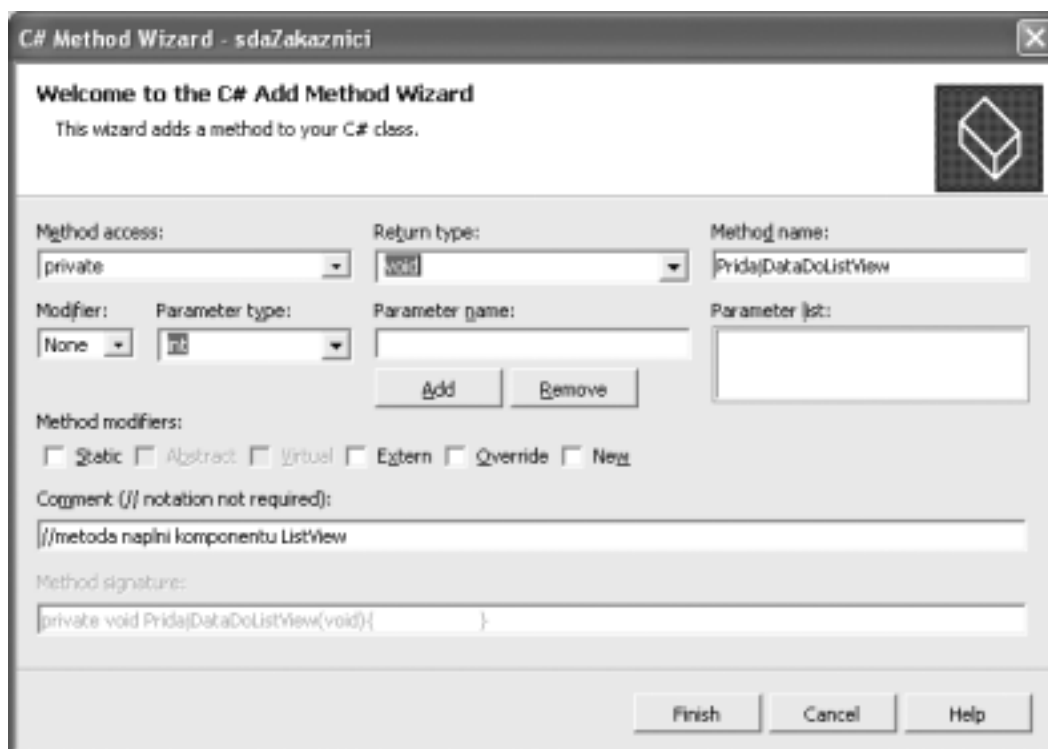 C# Method Wizard - sdaZakaznici
Welcome to the C# Add Method Wizard
This wizard adds a method to your C# class.
Method access:
Return type:
Method name:
private
void
PridajDataDoListView
Modifier:
Parameter type:
Parameter name:
Parameter list:
None
int
Add
Remove
Method modifiers:
Static
Abstract
Virtual
Extern
Override
New
Comment (// notation not required):
//metoda naplni komponentu ListView
Method signature:
private void PridajDataDoListView(void){ }
Finish
Cancel
Help